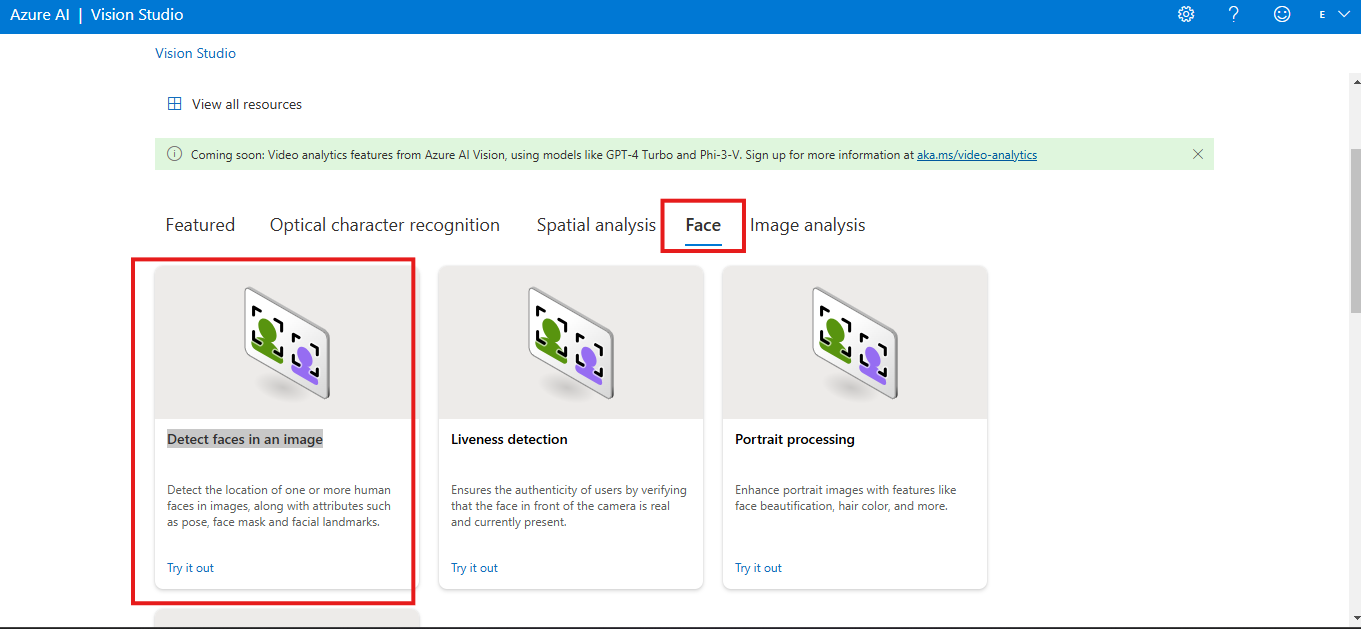 Azure AI | Vision Studio
E
Vision Studio
View all resources
Coming soon: Video analytics features from Azure AI Vision, using models like GPT-4 Turbo and Phi-3-V. Sign up for more information at aka.ms/video-analytics
Featured Optical character recognition Spatial analysis Face Image analysis
Detect faces in an image
Detect the location of one or more human
faces in images, along with attributes such
as pose, face mask and facial landmarks.
Try it out
Liveness detection
Ensures the authenticity of users by verifying
that the face in front of the camera is real
and currently present.
Try it out
Portrait processing
Enhance portrait images with features like
face beautification, hair color, and more.
Try it out